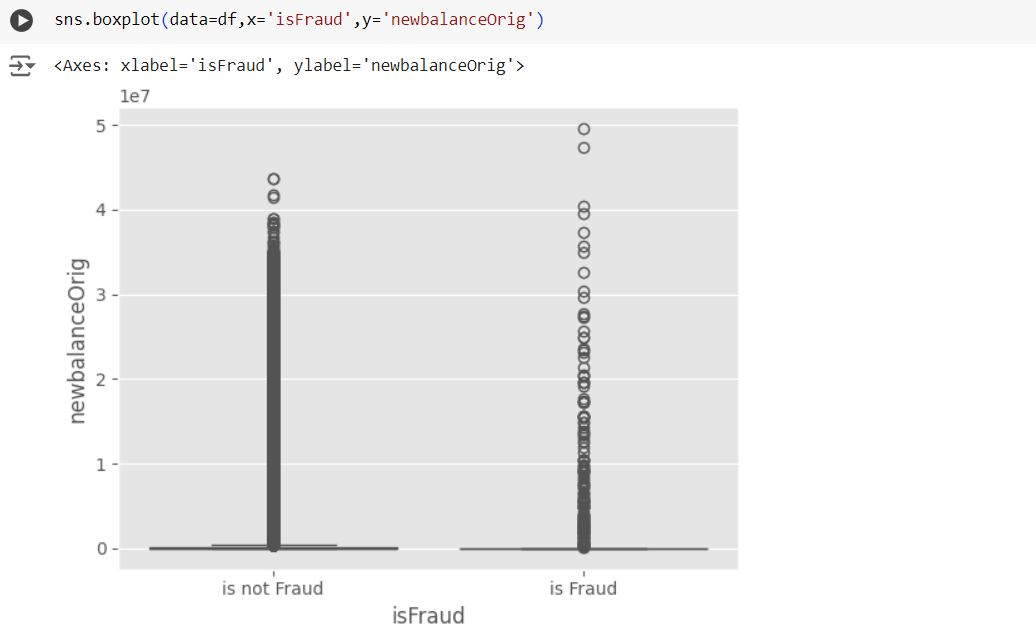 sns.boxplot(data=df,x='isFraud',y='newbalanceOrig')
<Axes: xlabel='isFraud', ylabel='newbalanceOrig'>
1e7
5
4
3
2
1
0
newbalanceOrig
is not Fraud
is Fraud
isFraud